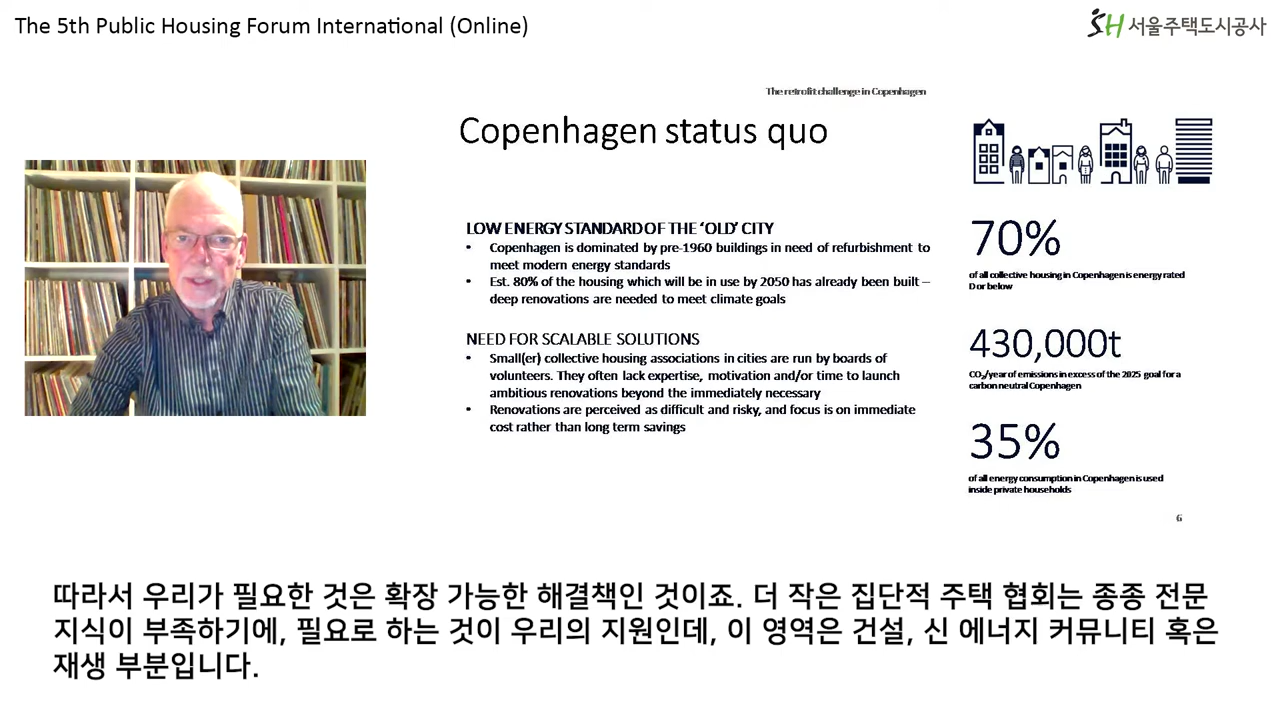 The 5th Public Housing Forum International (Online)
SH 서울주택도시공사
The retrofit challenge in Copenhagen
Copenhagen status quo
LOW ENERGY STANDARD OF THE ‘OLD’ CITY
• Copenhagen is dominated by pre-1960 buildings in need of refurbishment to
meet modern energy standards
• Est. 80% of the housing which will be in use by 2050 has already been built –
deep renovations are needed to meet climate goals
NEED FOR SCALABLE SOLUTIONS
• Small(er) collective housing associations in cities are run by boards of
volunteers. They often lack expertise, motivation and/or time to launch
ambitious renovations beyond the immediately necessary
• Renovations are perceived as difficult and risky, and focus is on immediate
cost rather than long term savings
70%
of all collective housing in Copenhagen is energy rated
D or below
430,000t
CO₂/year of emissions in excess of the 2025 goal for a
carbon neutral Copenhagen
35%
of all energy consumption in Copenhagen is used
inside private households
6
따라서 우리가 필요한 것은 확장 가능한 해결책인 것이죠. 더 작은 집단적 주택 협회는 종종 전문
지식이 부족하기에, 필요로 하는 것이 우리의 지원인데, 이 영역은 건설, 신 에너지 커뮤니티 혹은
재생 부분입니다.